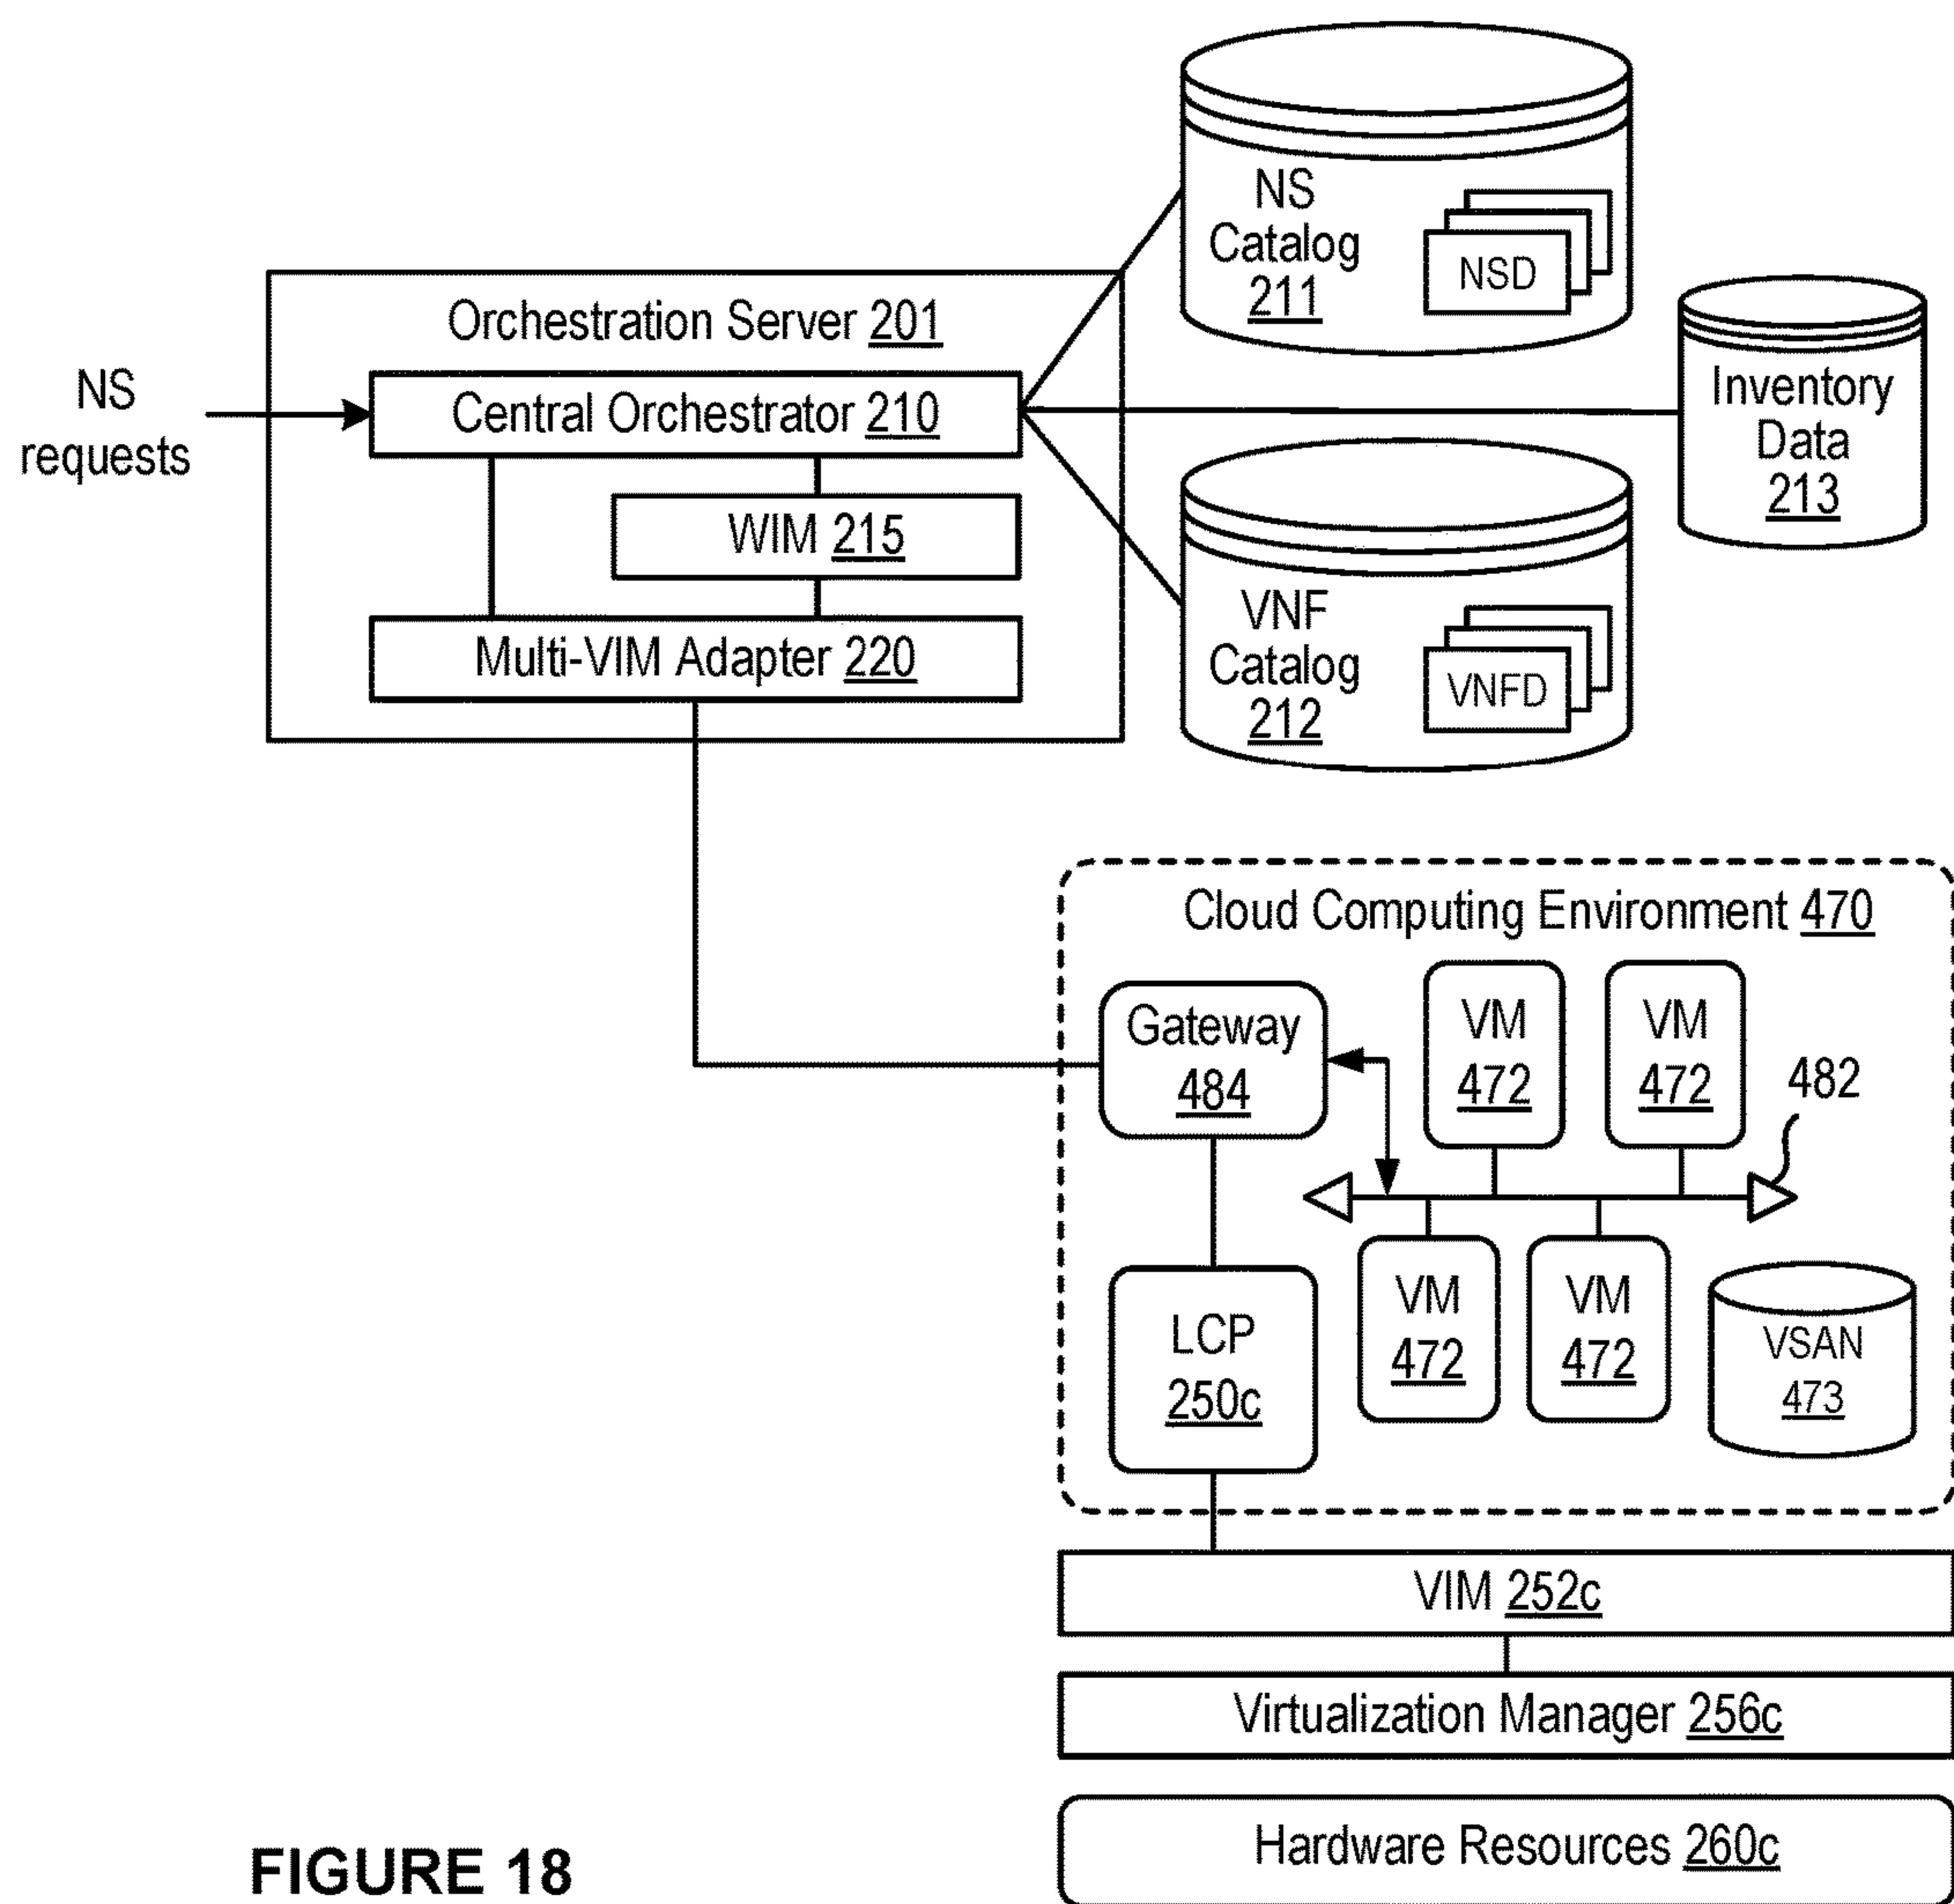 NS
Catalog
211
NSD
Orchestration Server 201
NS
requests
Central Orchestrator 210
Inventory
Data
213
WIM 215
Multi-VIM Adapter 220
VNF
Catalog
212
VNFD
Cloud Computing Environment 470
Gateway
484
VM
472
VM
472
482
LCP
250c
VM
472
VM
472
VSAN
473
VIM 252c
Virtualization Manager 256c
Hardware Resources 260c
FIGURE 18